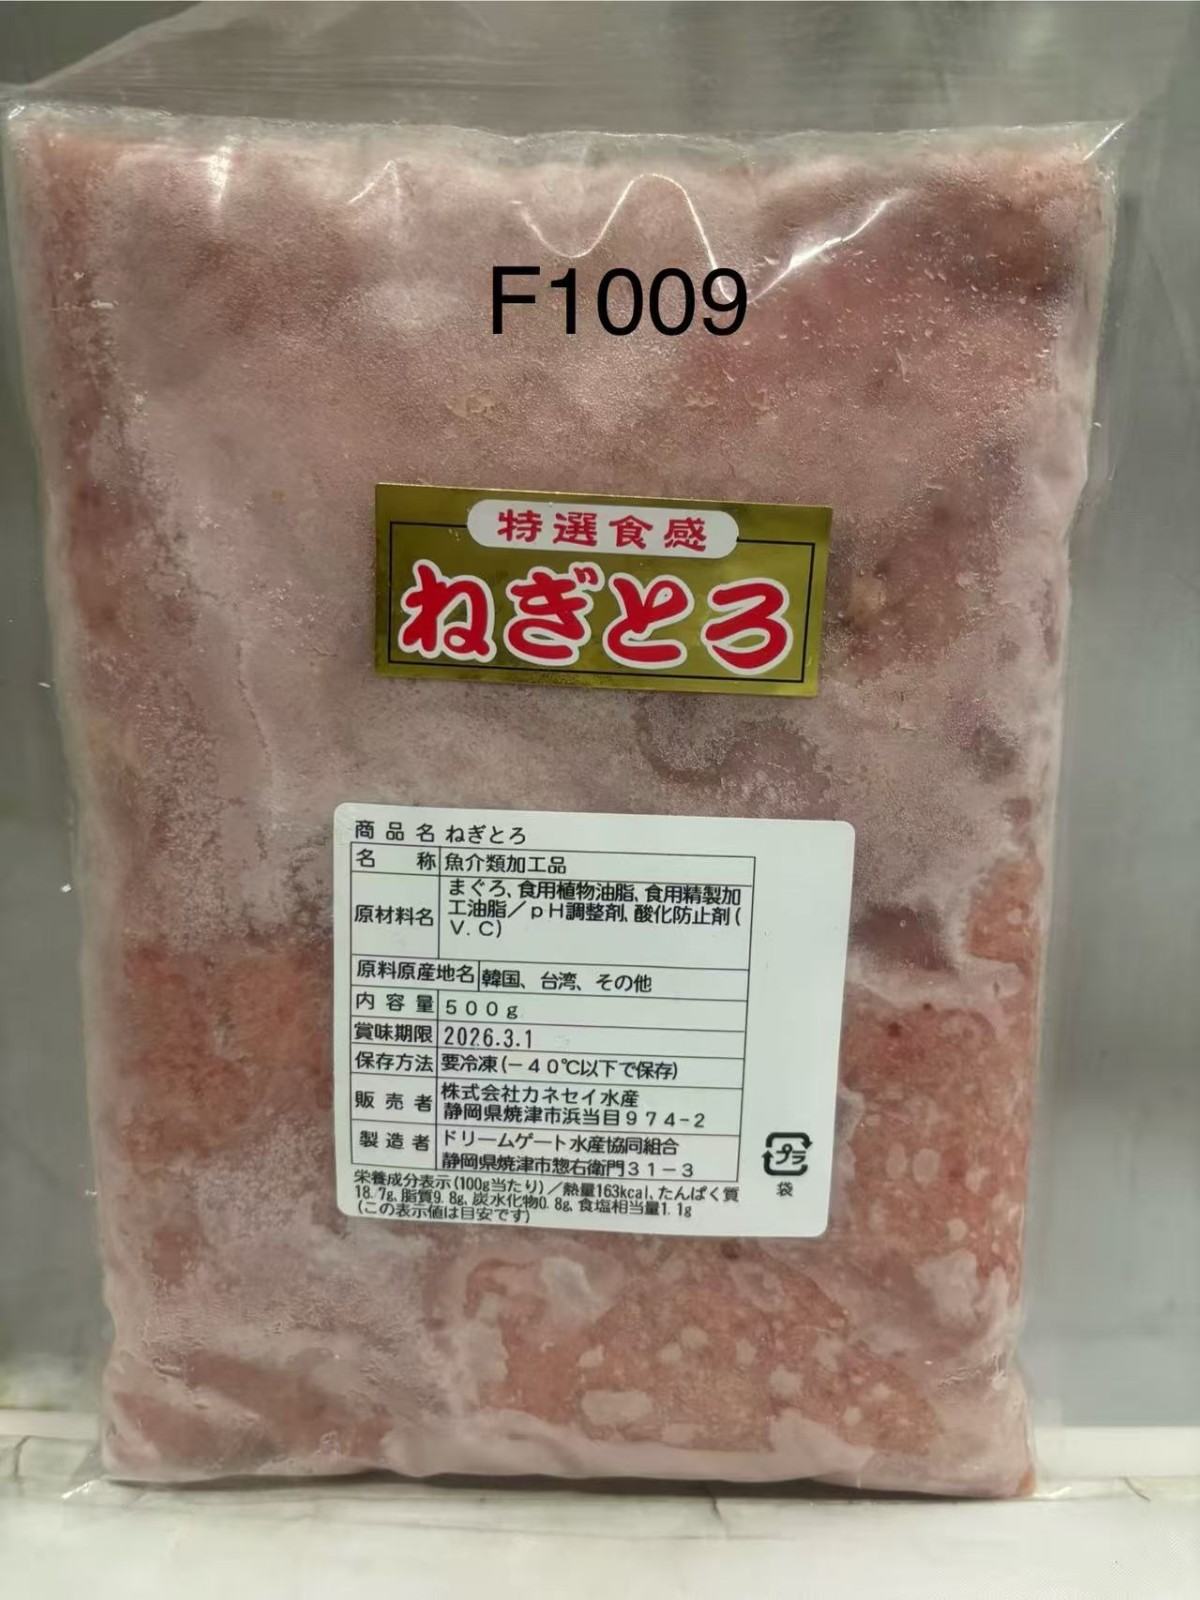 F1009
特選食感
ねぎとろ
商品名 ねぎとろ
名 称 魚介類加工品
原材料名 まぐろ、食用植物油脂、食用精製加
工油脂／ｐＨ調整剤、酸化防止剤(
Ｖ．Ｃ)
原料原産地名 韓国、台湾、その他
内容量 ５００ｇ
賞味期限 2026.3.1
保存方法 要冷凍(－４０℃以下で保存)
販売者 株式会社カネセイ水産
静岡県焼津市浜当目９７４－２
製造者 ドリームゲート水産協同組合
静岡県焼津市惣右衛門３１－３
プラ
袋
栄養成分表示(100g当たり)／熱量163kcal、たんぱく質
18.7g、脂質9.8g、炭水化物0.8g、食塩相当量1.1g
(この表示値は目安です)